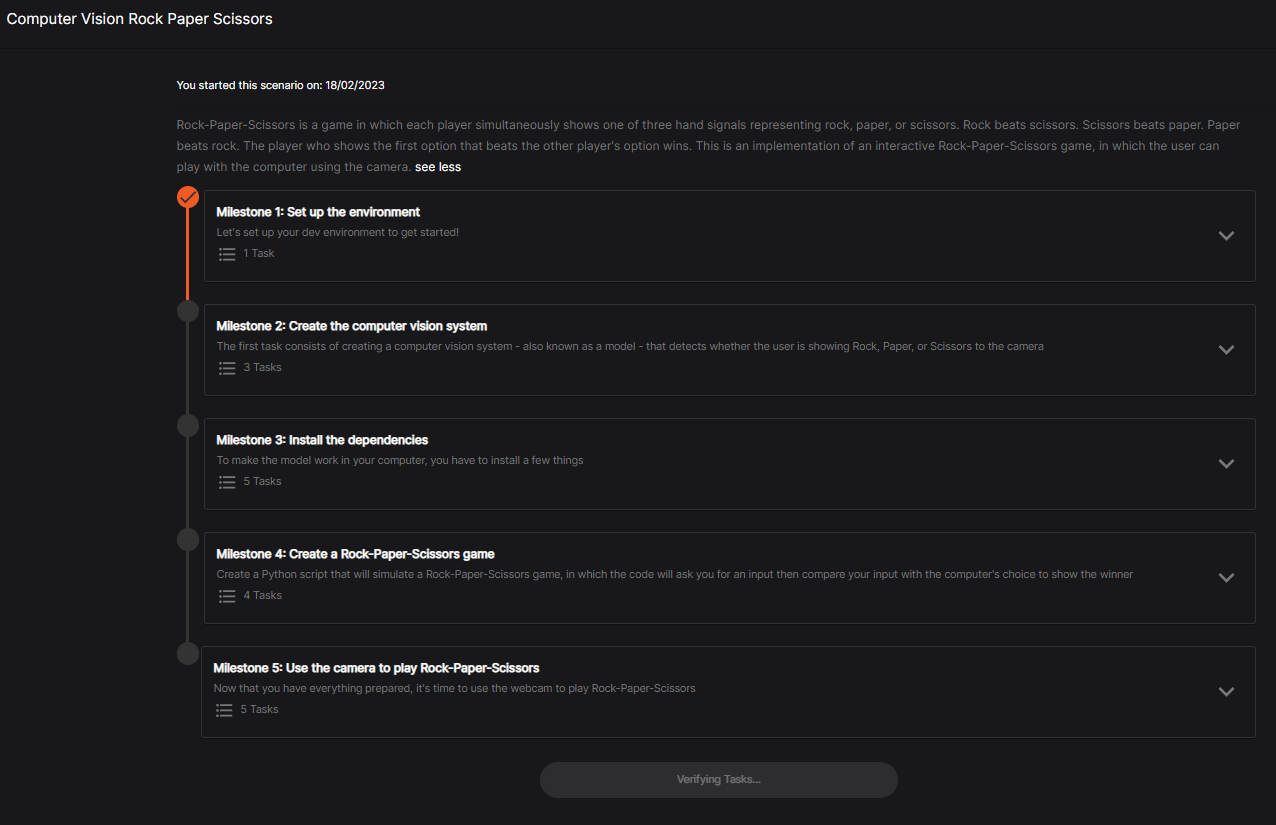 Computer Vision Rock Paper Scissors
You started this scenario on: 18/02/2023
Rock-Paper-Scissors is a game in which each player simultaneously shows one of three hand signals representing rock, paper, or scissors. Rock beats scissors. Scissors beats paper. Paper
beats rock. The player who shows the first option that beats the other player's option wins. This is an implementation of an interactive Rock-Paper-Scissors game, in which the user can
play with the computer using the camera. see less
Milestone 1: Set up the environment
Let's set up your dev environment to get started!
1 Task
Milestone 2: Create the computer vision system
The first task consists of creating a computer vision system - also known as a model - that detects whether the user is showing Rock, Paper, or Scissors to the camera
3 Tasks
Milestone 3: Install the dependencies
To make the model work in your computer, you have to install a few things
5 Tasks
Milestone 4: Create a Rock-Paper-Scissors game
Create a Python script that will simulate a Rock-Paper-Scissors game, in which the code will ask you for an input then compare your input with the computer's choice to show the winner
4 Tasks
Milestone 5: Use the camera to play Rock-Paper-Scissors
Now that you have everything prepared, it's time to use the webcam to play Rock-Paper-Scissors
5 Tasks
Verifying Tasks...